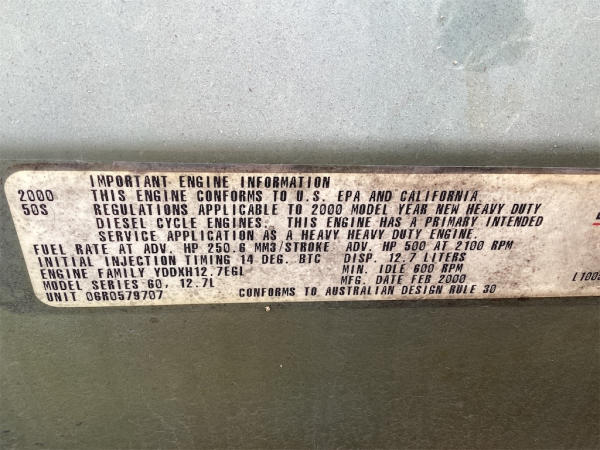 IMPORTANT ENGINE INFORMATION
2000 THIS ENGINE CONFORMS TO U.S. EPA AND CALIFORNIA
50S REGULATIONS APPLICABLE TO 2000 MODEL YEAR NEW HEAVY DUTY
DIESEL CYCLE ENGINES. THIS ENGINE HAS A PRIMARY INTENDED
SERVICE APPLICATION AS A HEAVY HEAVY DUTY ENGINE.
FUEL RATE AT ADV. HP 250.6 MM3/STROKE ADV. HP 500 AT 2100 RPM
INITIAL INJECTION TIMING 14 DEG. BTC DISP. 12.7 LITERS
ENGINE FAMILY YDDXH12.7EGL MIN. IDLE 600 RPM
MODEL SERIES 60, 12.7L MFG. DATE FEB 2000
UNIT 06R0579707 CONFORMS TO AUSTRALIAN DESIGN RULE 30